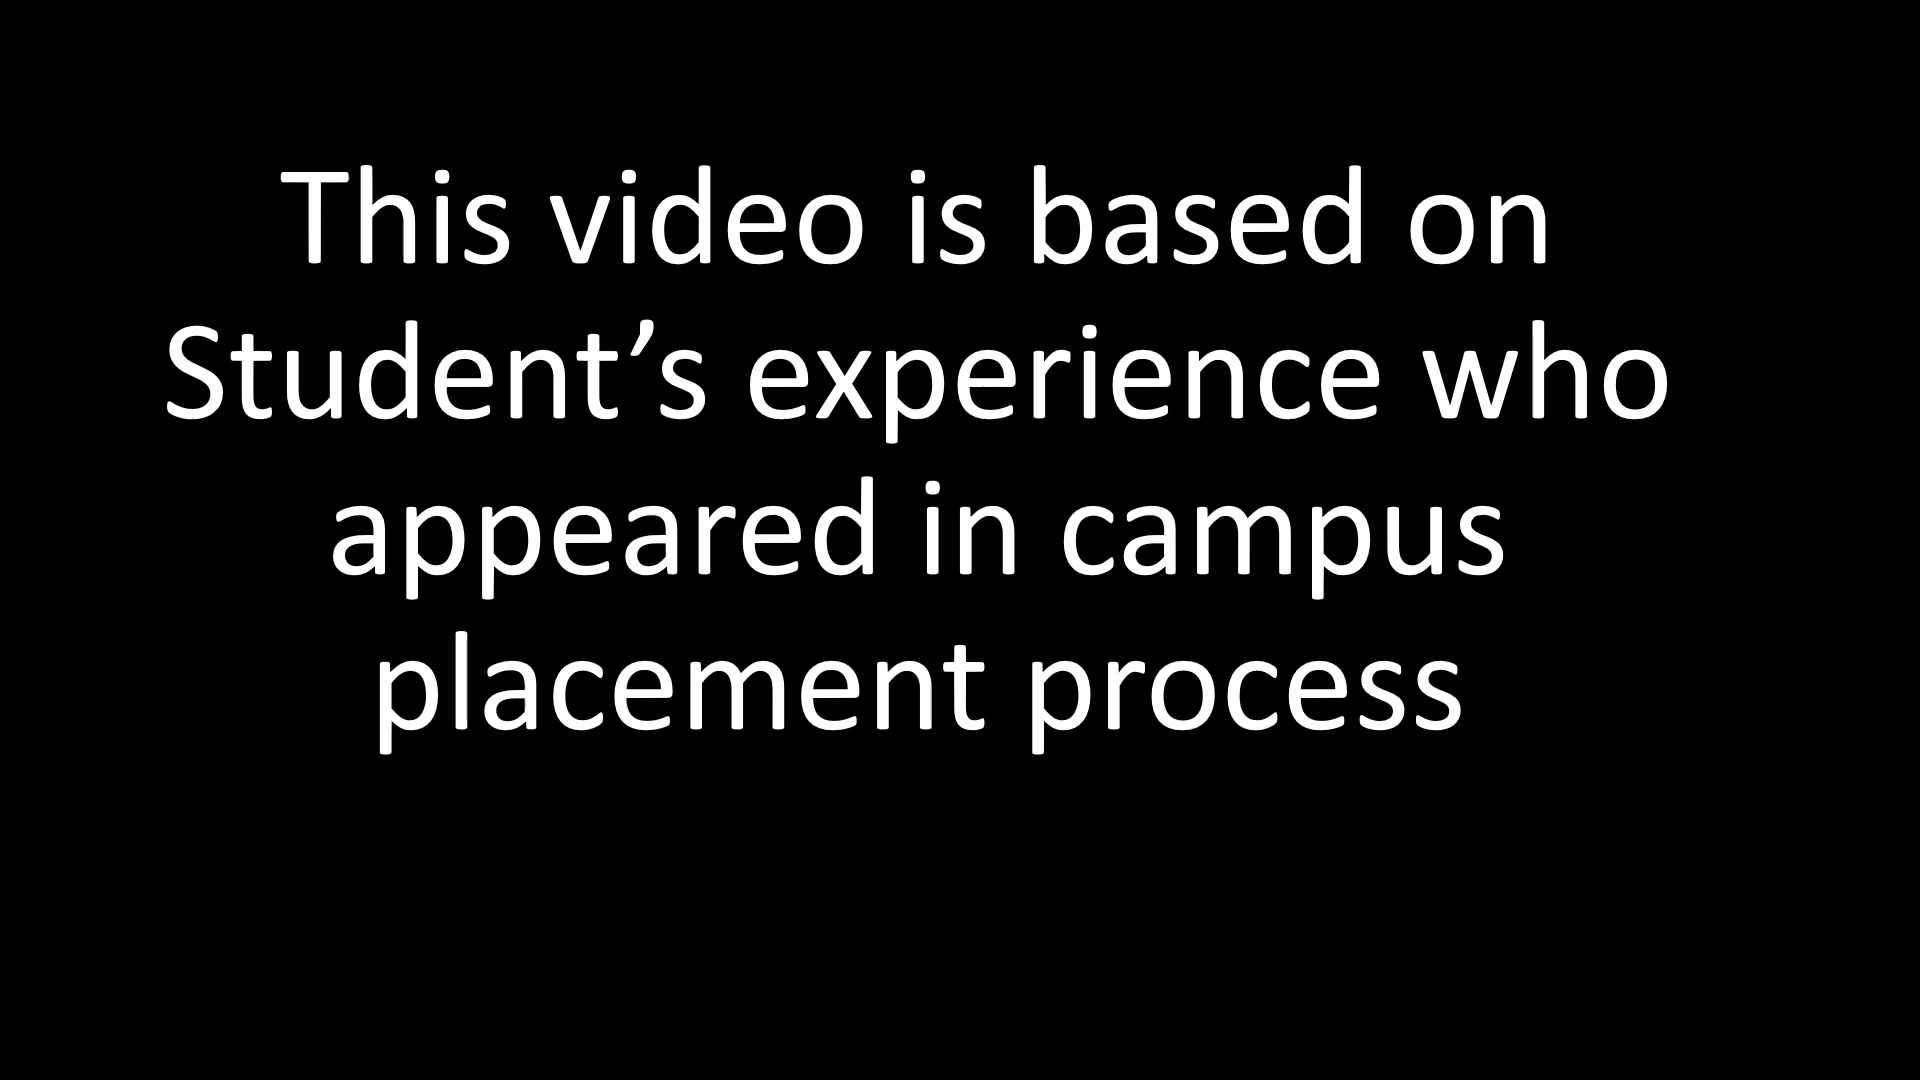 This video is based on
Student’s experience who
appeared in campus
placement process